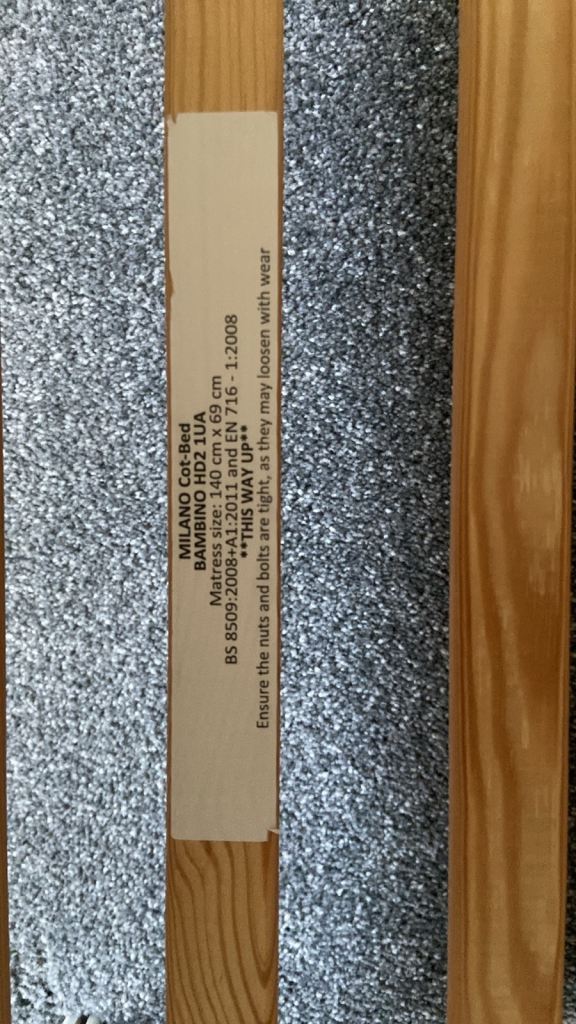 MILANO Cot-Bed
BAMBINO HD2 1UA
Matress size: 140 cm x 69 cm
BS 8509:2008+A1:2011 and EN 716 - 1:2008
**THIS WAY UP**
Ensure the nuts and bolts are tight, as they may loosen with wear